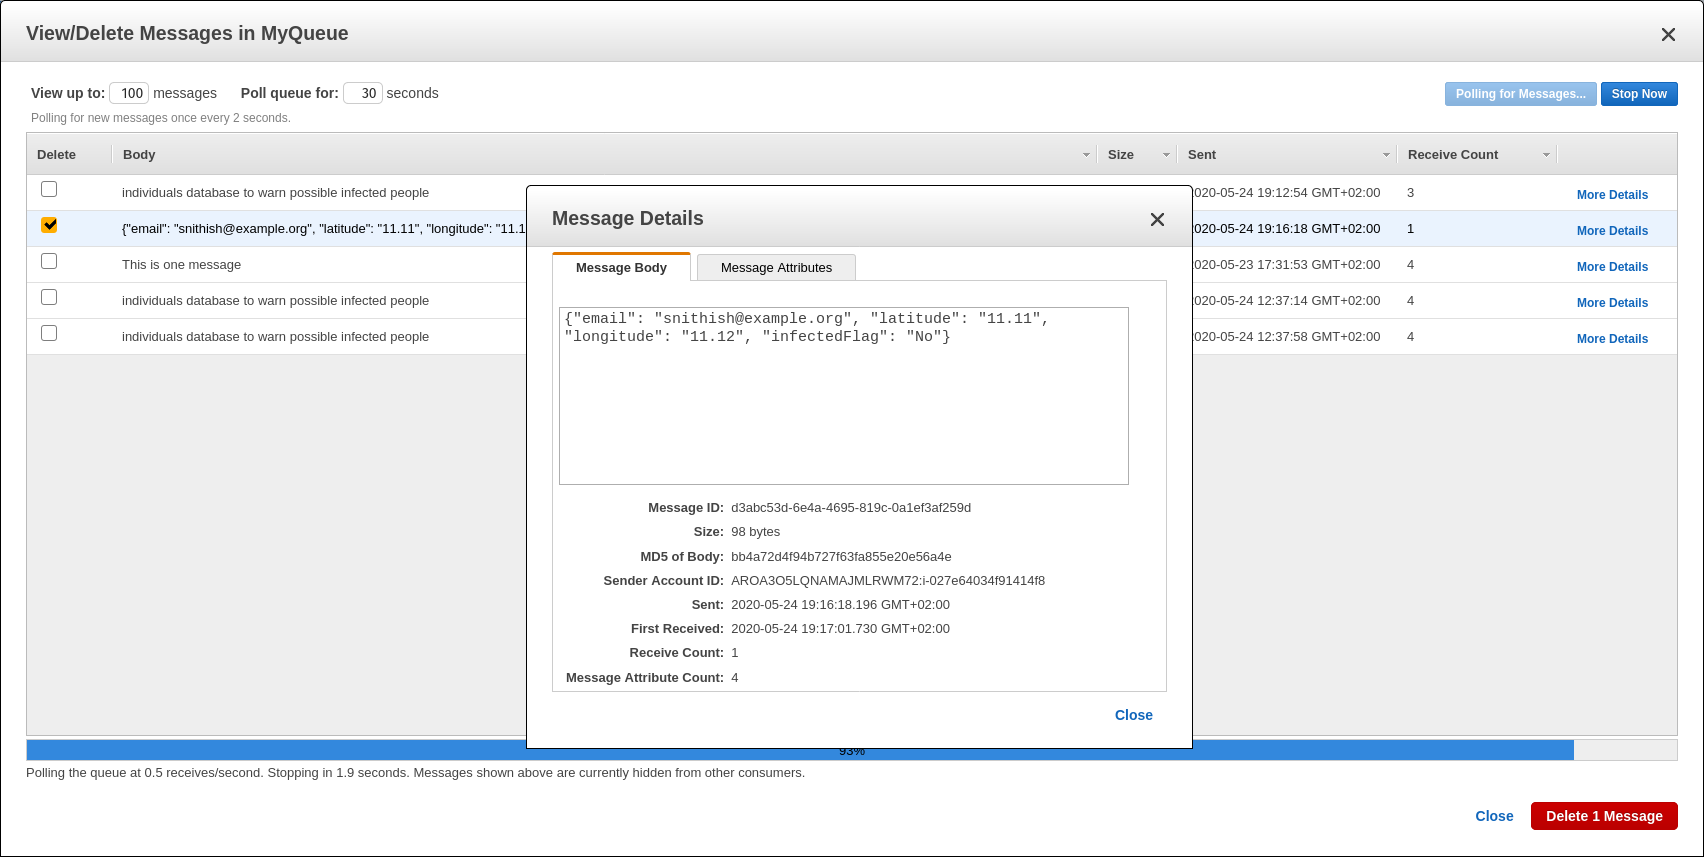 View/Delete Messages in MyQueue
View up to: 100 messages Poll queue for: 30 seconds
Polling for Messages... Stop Now
Polling for new messages once every 2 seconds.
Delete Body Size Sent Receive Count
individuals database to warn possible infected people 2020-05-24 19:12:54 GMT+02:00 3 More Details
{"email": "snithish@example.org", "latitude": "11.11", "longitude": "11.1 2020-05-24 19:16:18 GMT+02:00 1 More Details
This is one message 2020-05-23 17:31:53 GMT+02:00 4 More Details
individuals database to warn possible infected people 2020-05-24 12:37:14 GMT+02:00 4 More Details
individuals database to warn possible infected people 2020-05-24 12:37:58 GMT+02:00 4 More Details
Message Details
Message Body Message Attributes
{"email": "snithish@example.org", "latitude": "11.11",
"longitude": "11.12", "infectedFlag": "No"}
Message ID: d3abc53d-6e4a-4695-819c-0a1ef3af259d
Size: 98 bytes
MD5 of Body: bb4a72d4f94b727f63fa855e20e56a4e
Sender Account ID: AROA3O5LQNAMAJMLRWM72:i-027e64034f91414f8
Sent: 2020-05-24 19:16:18.196 GMT+02:00
First Received: 2020-05-24 19:17:01.730 GMT+02:00
Receive Count: 1
Message Attribute Count: 4
Close
93%
Polling the queue at 0.5 receives/second. Stopping in 1.9 seconds. Messages shown above are currently hidden from other consumers.
Close Delete 1 Message